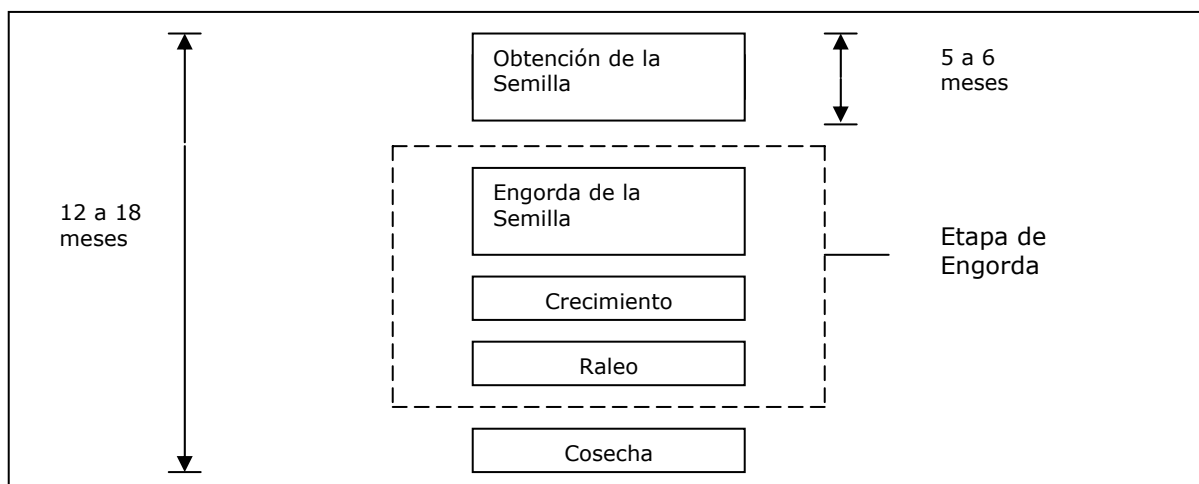 Obtención de la
Semilla
5 a 6
meses
12 a 18
meses
Engorda de la
Semilla
Etapa de
Engorda
Crecimiento
Raleo
Cosecha